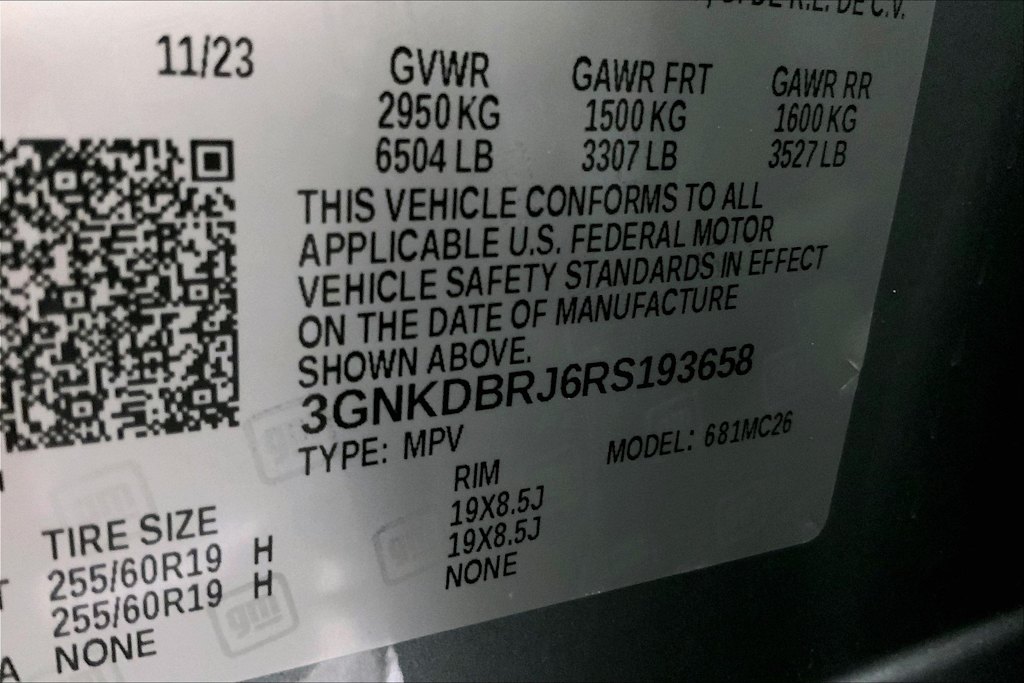 DE R.L. DE C.V.
11/23
GVWR GAWR FRT GAWR RR
2950 KG 1500 KG 1600 KG
6504 LB 3307 LB 3527 LB
THIS VEHICLE CONFORMS TO ALL
APPLICABLE U.S. FEDERAL MOTOR
VEHICLE SAFETY STANDARDS IN EFFECT
ON THE DATE OF MANUFACTURE
SHOWN ABOVE.
3GNKDBRJ6RS193658
TYPE: MPV MODEL: 681MC26
TIRE SIZE RIM
255/60R19 H 19X8.5J
255/60R19 H 19X8.5J
NONE NONE
gm